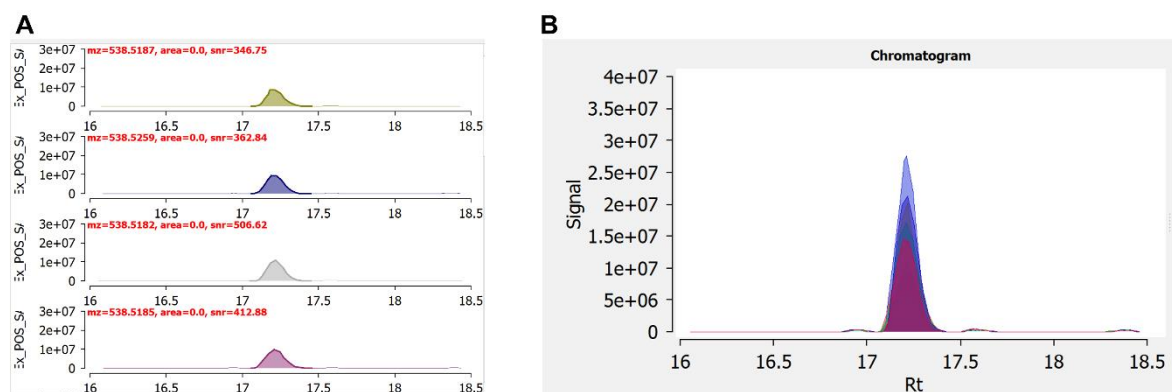 A
3e+07
mz=538.5187, area=0.0, snr=346.75
2e+07
1e+07
0
16 16.5 17 17.5 18 18.5
3e+07
mz=538.5259, area=0.0, snr=362.84
2e+07
1e+07
0
16 16.5 17 17.5 18 18.5
3e+07
mz=538.5182, area=0.0, snr=506.62
2e+07
1e+07
0
16 16.5 17 17.5 18 18.5
3e+07
mz=538.5185, area=0.0, snr=412.88
2e+07
1e+07
0
16 16.5 17 17.5 18 18.5
B
Chromatogram
Signal
4e+07
3.5e+07
3e+07
2.5e+07
2e+07
1.5e+07
1e+07
5e+06
0
16 16.5 17 17.5 18 18.5
Rt